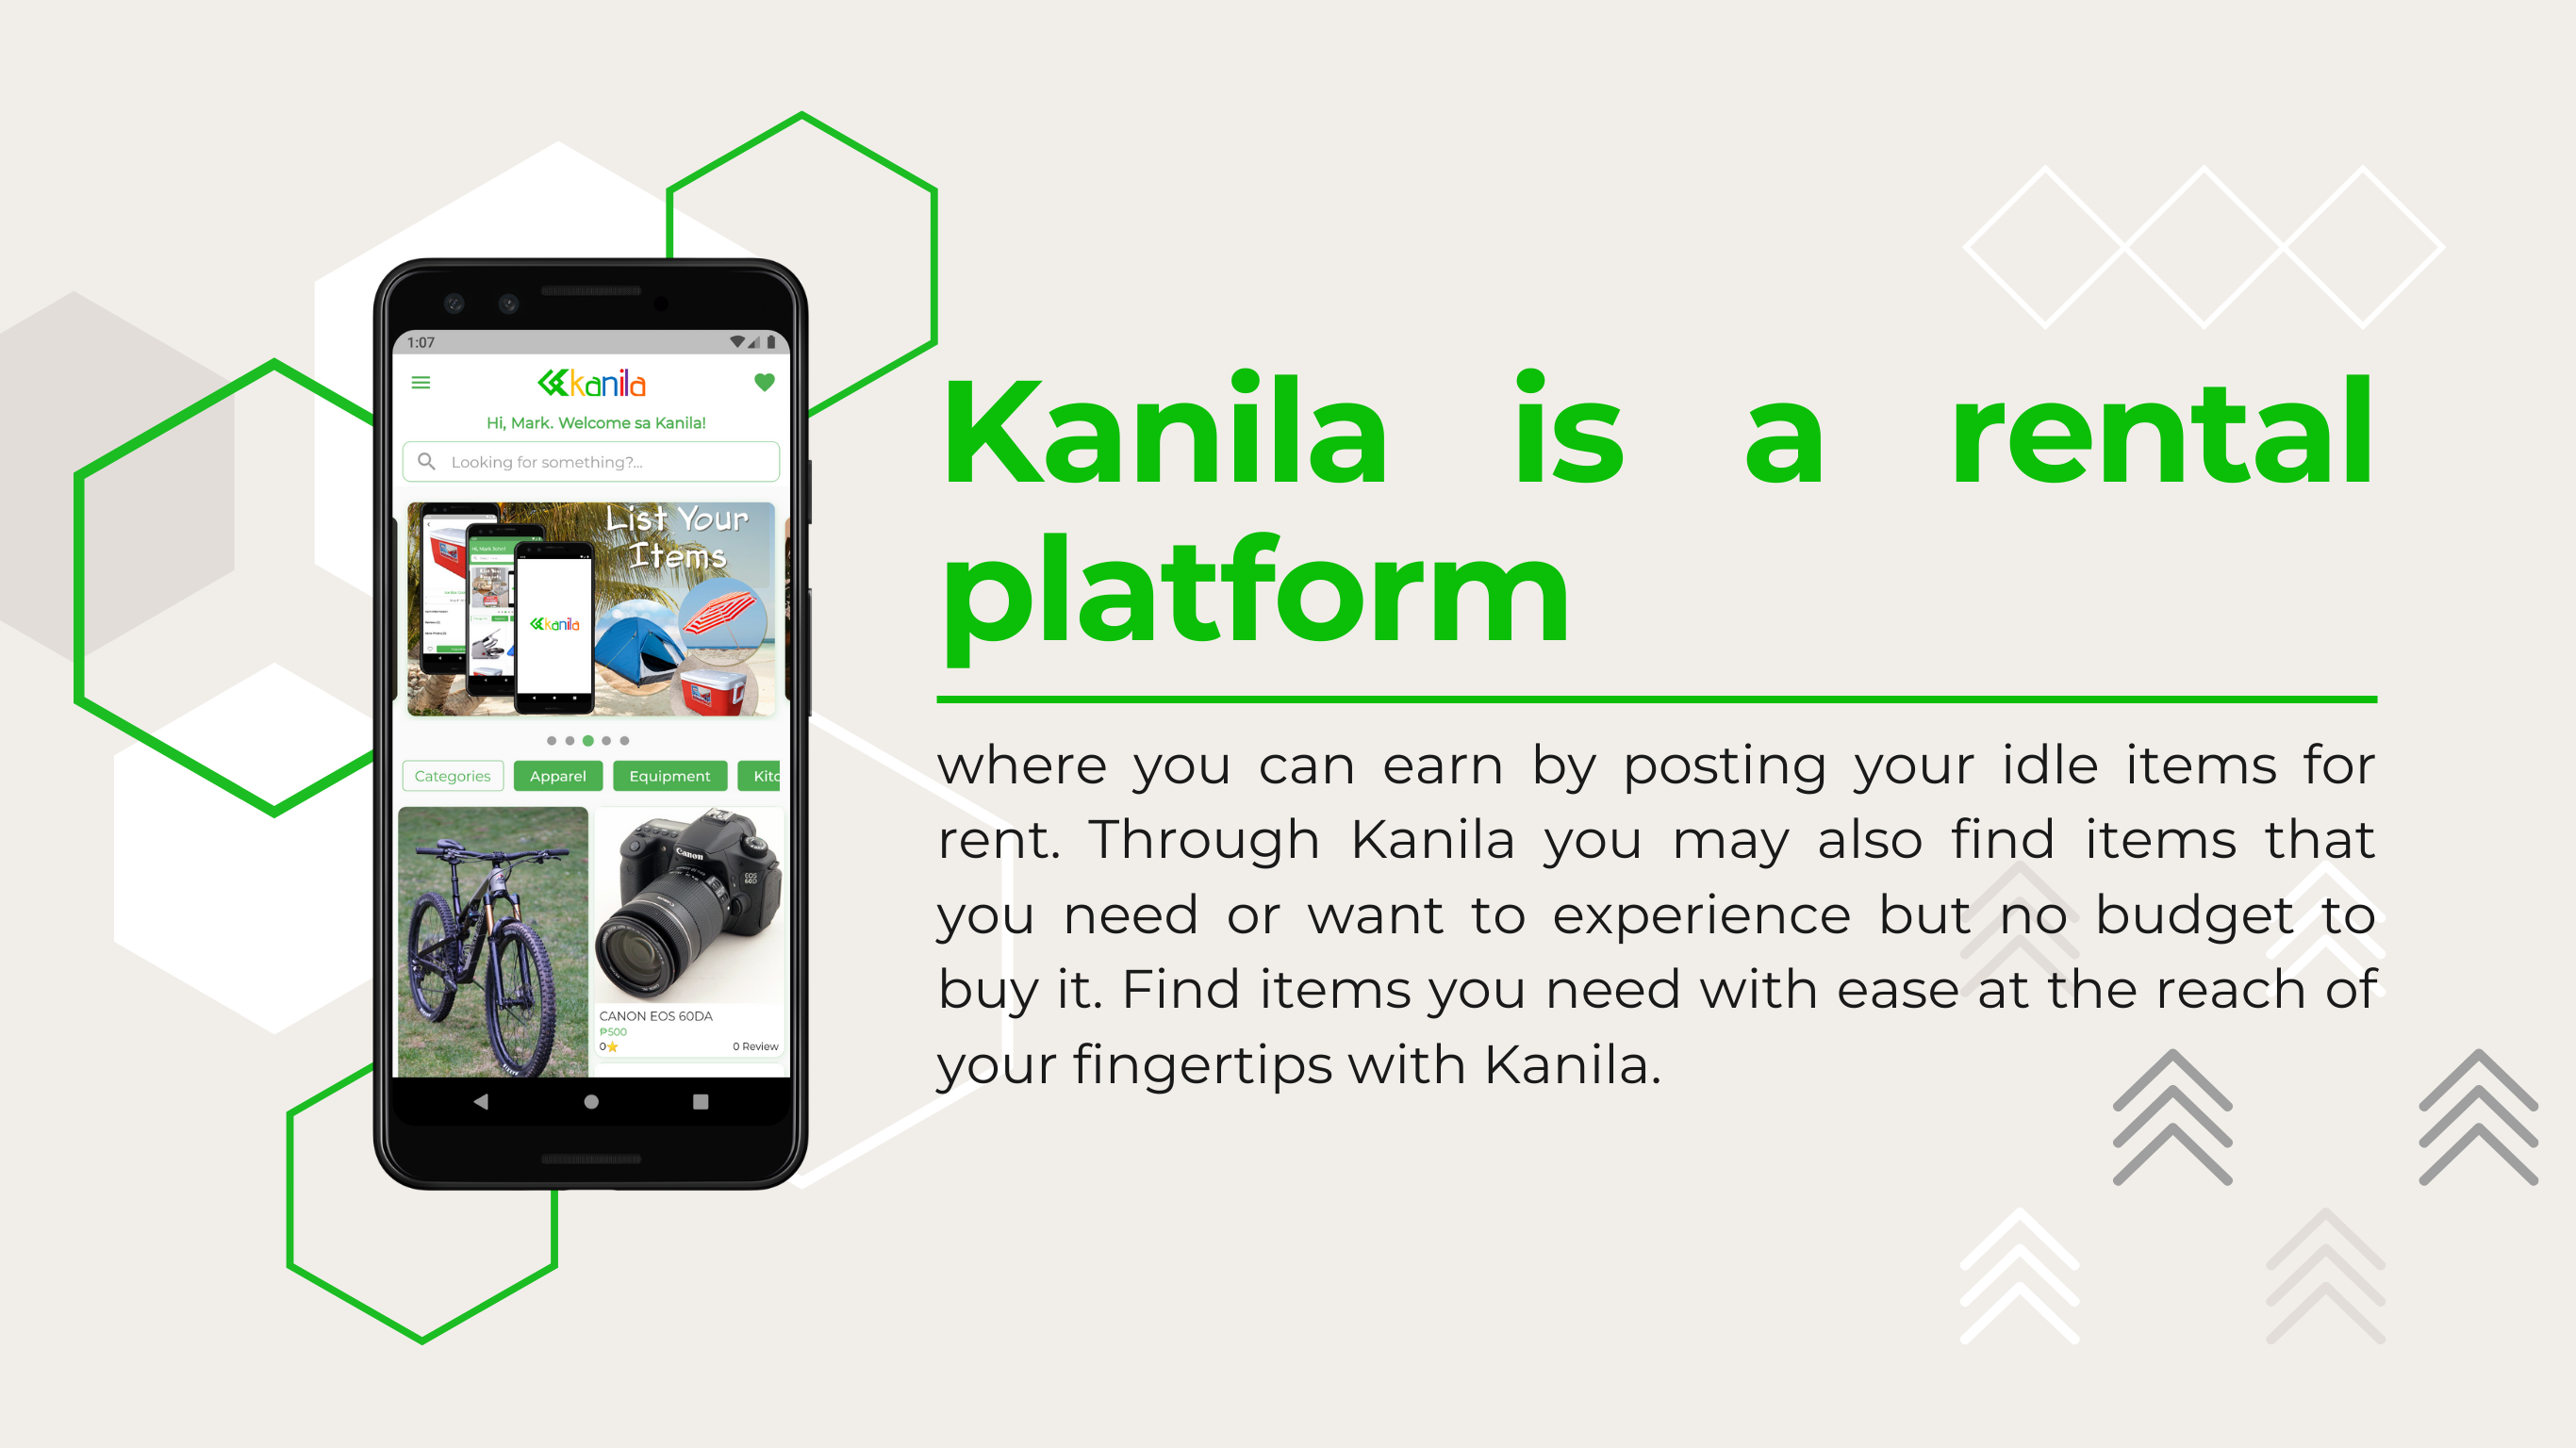 1:07
kanila
Hi, Mark. Welcome sa Kanila!
Looking for something?...
List Your
Items
kanila
Categories
Apparel
Equipment
Kitc
Canon
EOS
60D
CANON EOS 60DA
₱500
0
0 Review
Kanila is a rental
platform
where you can earn by posting your idle items for
rent. Through Kanila you may also find items that
you need or want to experience but no budget to
buy it. Find items you need with ease at the reach of
your fingertips with Kanila.